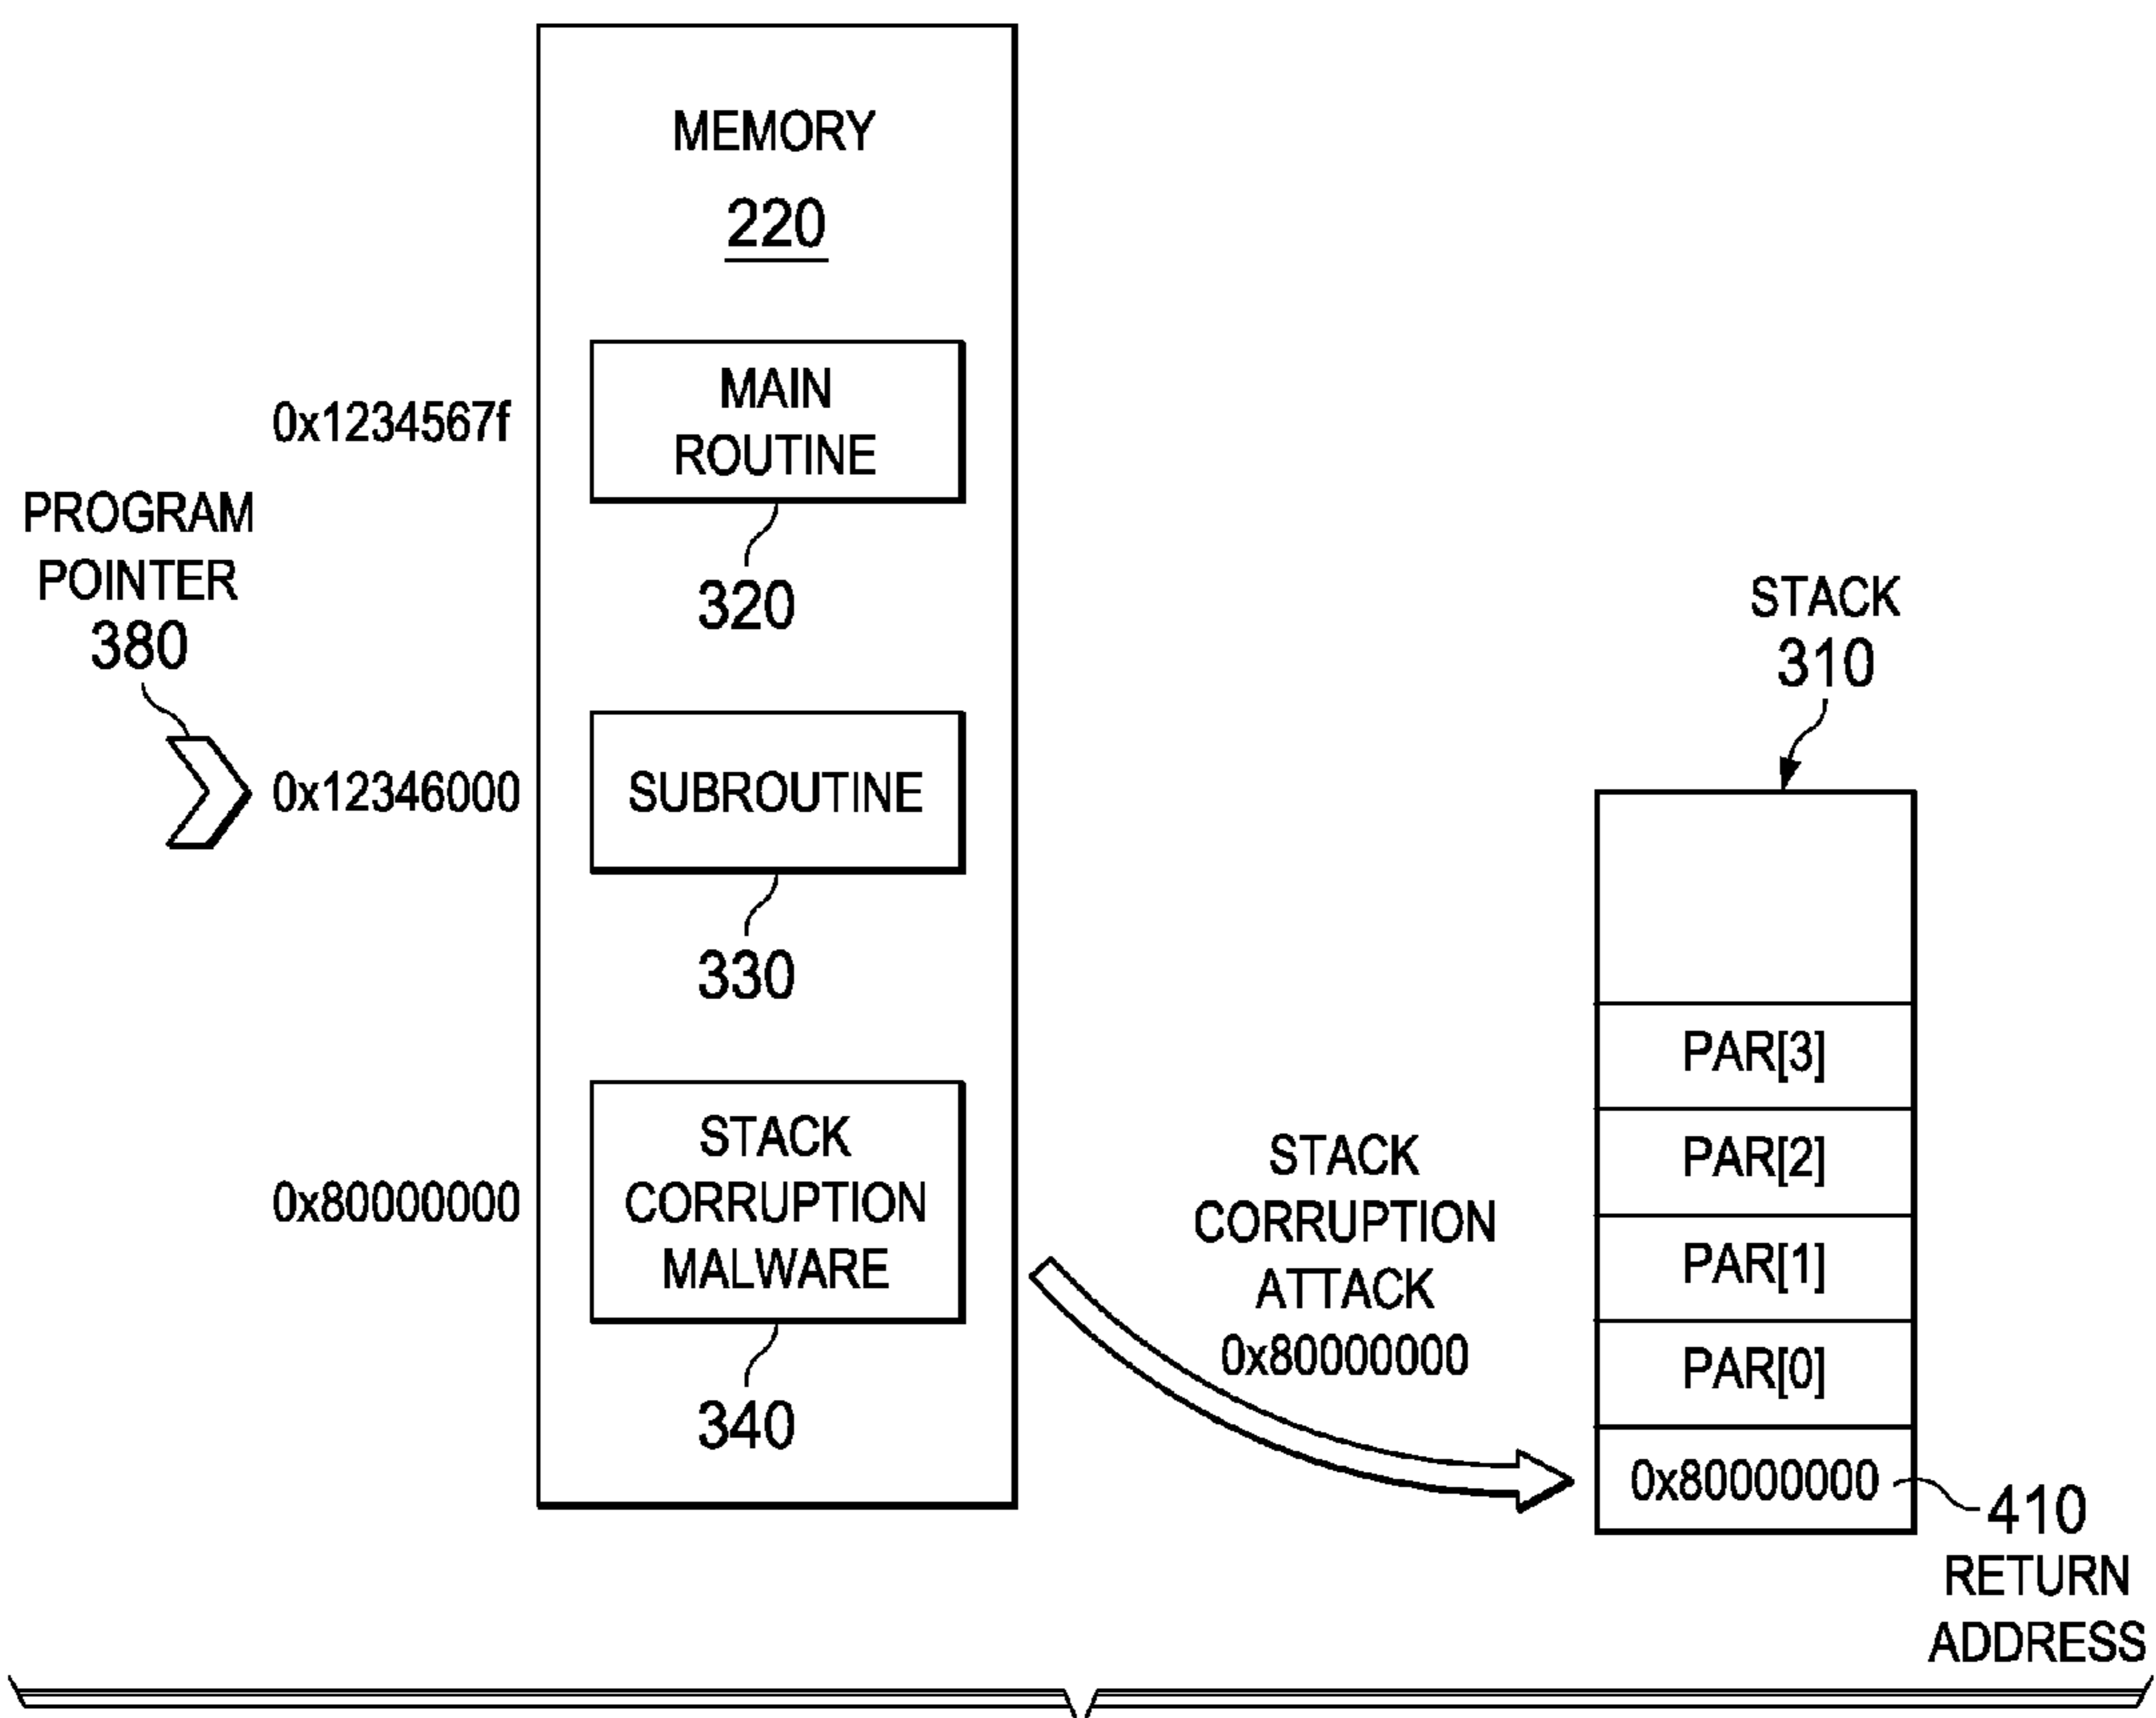 MEMORY
220
0x1234567f
MAIN
ROUTINE
320
PROGRAM
POINTER
380
0x12346000
SUBROUTINE
330
0x80000000
STACK
CORRUPTION
MALWARE
340
STACK
CORRUPTION
ATTACK
0x80000000
STACK
310
PAR[3]
PAR[2]
PAR[1]
PAR[0]
0x80000000
410
RETURN
ADDRESS